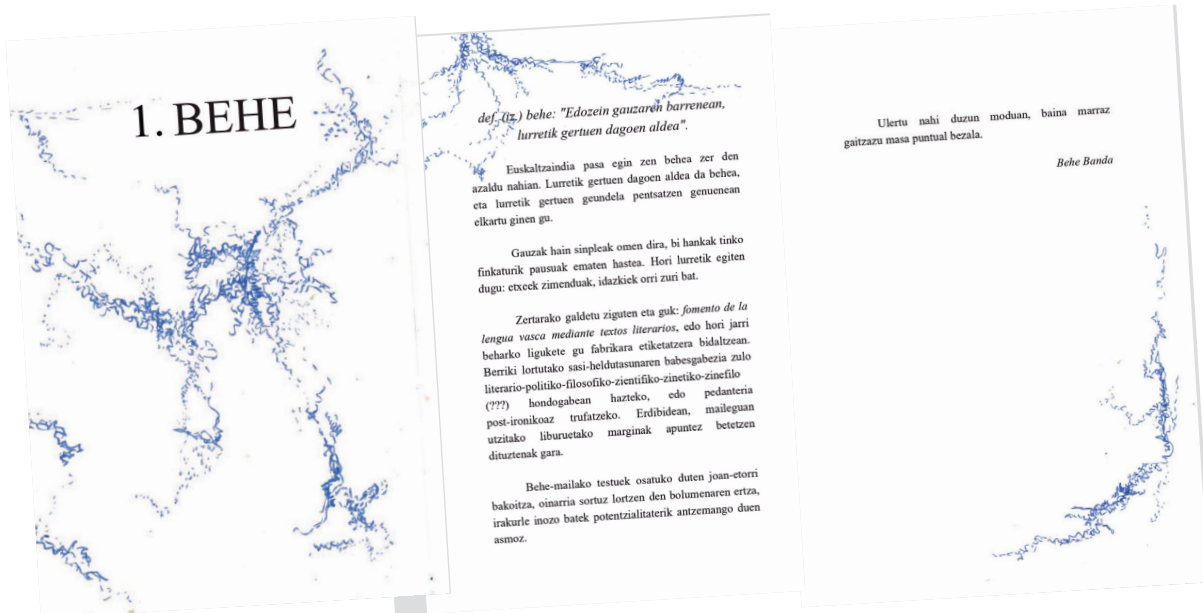 1. BEHE
def. (iz.) behe: "Edozein gauzaren barrenean,
lurretik gertuen dagoen aldea".
Euskaltzaindia pasa egin zen behea zer den
azaldu nahian. Lurretik gertuen dagoen aldea da behea,
eta lurretik gertuen geundela pentsatzen genuenean
elkartu ginen gu.
Gauzak hain sinpleak omen dira, bi hankak tinko
finkaturik pausuak ematen hastea. Hori lurretik egiten
dugu: etxeek zimenduak, idazkiek orri zuri bat.
Zertarako galdetu ziguten eta guk: fomento de la
lengua vasca mediante textos literarios, edo hori jarri
beharko ligukete gu fabrikara etiketatzera bidaltzean.
Berriki lortutako sasi-heldutasunaren babesgabezia zulo
literario-politiko-filosofiko-zientifiko-zinetiko-zinefilo
(???) hondogabean hazteko, edo pedanteria
post-ironikoaz trufatzeko. Erdibidean, maileguan
utzitako liburuetako marginak apuntez betetzen
dituztenak gara.
Behe-mailako testuek osatuko duten joan-etorri
bakoitza, oinarria sortuz lortzen den bolumenaren ertza,
irakurle inozo batek potentzialitaterik antzemango duen
asmoz.
Ulertu nahi duzun moduan, baina marraz
gaitzazu masa puntual bezala.
Behe Banda